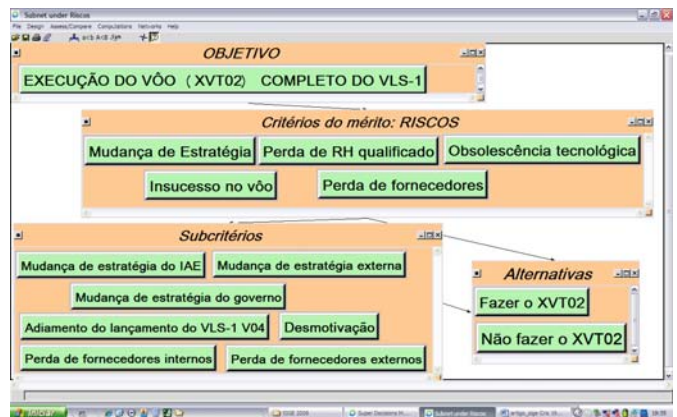 Subnet under Riscos
File Design Assess/Compare Computations Networks Help
OBJETIVO
EXECUÇÃO DO VÔO (XVT02) COMPLETO DO VLS-1
Critérios do mérito: RISCOS
Mudança de Estratégia Perda de RH qualificado Obsolescência tecnológica
Insucesso no vôo Perda de fornecedores
Subcritérios
Mudança de estratégia do IAE Mudança de estratégia externa
Mudança de estratégia do governo
Adiamento do lançamento do VLS-1 V04 Desmotivação
Perda de fornecedores internos Perda de fornecedores externos
Alternativas
Fazer o XVT02
Não fazer o XVT02
Iniciar Super Decisions Subnet under Riscos